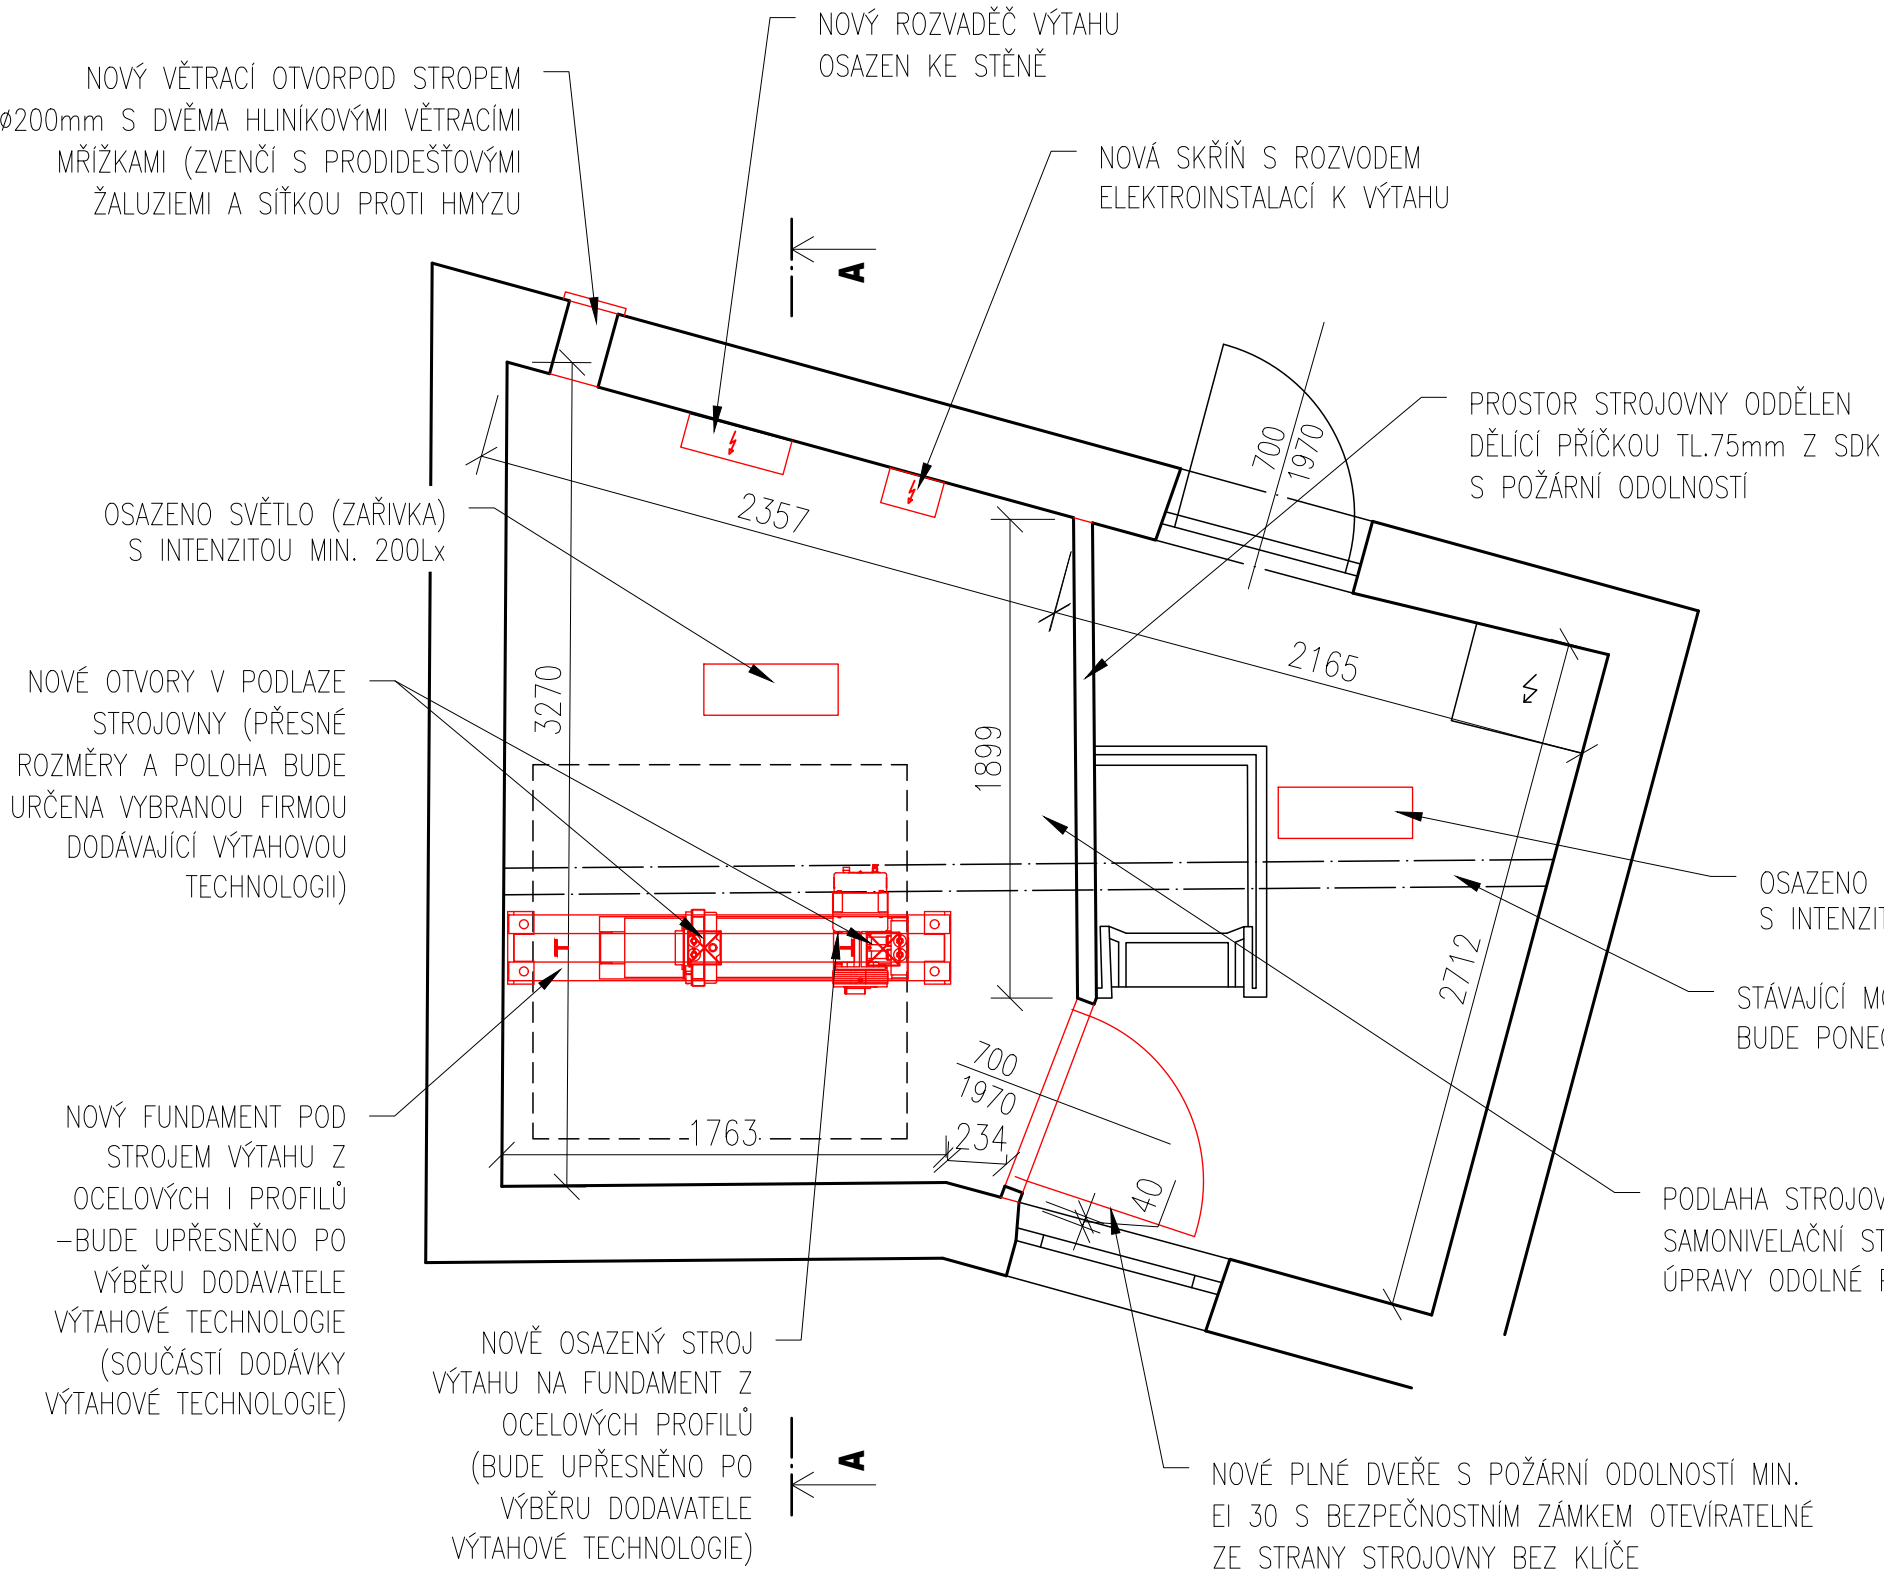 NOVÝ ROZVADĚČ VÝTAHU
OSAZEN KE STĚNĚ
NOVÝ VĚTRACÍ OTVORPOD STROPEM
ø200mm S DVĚMA HLINÍKOVÝMI VĚTRACÍMI
MŘÍŽKAMI (ZVENČÍ S PRODIDEŠŤOVÝMI
ŽALUZIEMI A SÍŤKOU PROTI HMYZU
NOVÁ SKŘÍŇ S ROZVODEM
ELEKTROINSTALACÍ K VÝTAHU
A
PROSTOR STROJOVNY ODDĚLEN
DĚLÍCÍ PŘÍČKOU TL.75mm Z SDK
S POŽÁRNÍ ODOLNOSTÍ
700
1970
2357
OSAZENO SVĚTLO (ZAŘIVKA)
S INTENZITOU MIN. 200Lx
2165
3270
1899
NOVÉ OTVORY V PODLAZE
STROJOVNY (PŘESNÉ
ROZMĚRY A POLOHA BUDE
URČENA VYBRANOU FIRMOU
DODÁVAJÍCÍ VÝTAHOVOU
TECHNOLOGII)
OSAZENO
S
2712
STÁVAJÍCÍ
BUDE
700
1970
1763
234
40
NOVÝ FUNDAMENT POD
STROJEM VÝTAHU Z
OCELOVÝCH I PROFILŮ
-BUDE UPŘESNĚNO PO
VÝBĚRU DODAVATELE
VÝTAHOVÉ TECHNOLOGIE
(SOUČÁSTÍ DODÁVKY
VÝTAHOVÉ TECHNOLOGIE)
PODLAHA
SAMONIVELAČNÍ
ÚPRAVY ODOLNÉ
NOVĚ OSAZENÝ STROJ
VÝTAHU NA FUNDAMENT Z
OCELOVÝCH PROFILŮ
(BUDE UPŘESNĚNO PO
VÝBĚRU DODAVATELE
VÝTAHOVÉ TECHNOLOGIE)
A
NOVÉ PLNÉ DVEŘE S POŽÁRNÍ ODOLNOSTÍ MIN.
EI 30 S BEZPEČNOSTNÍM ZÁMKEM OTEVÍRATELNÉ
ZE STRANY STROJOVNY BEZ KLÍČE